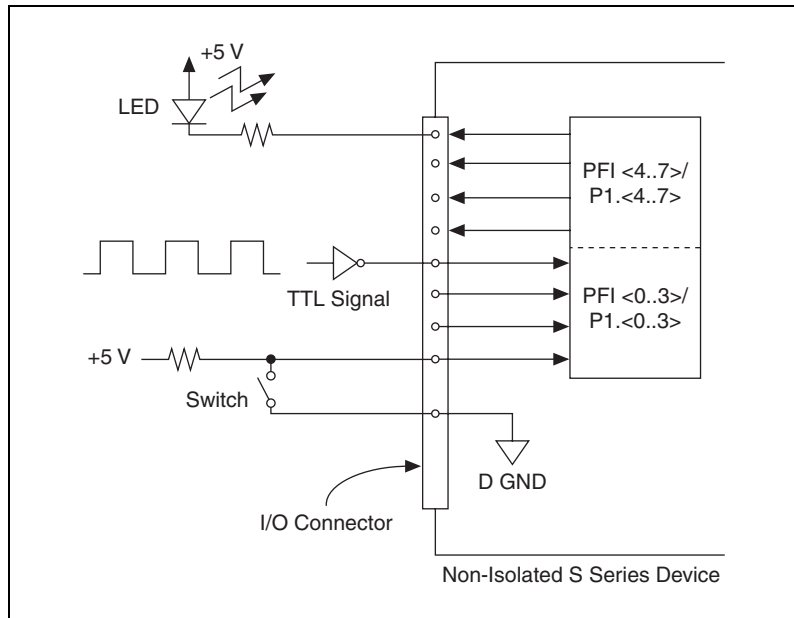 +5 V
LED
PFI <4..7>/
P1.<4..7>
TTL Signal
PFI <0..3>/
P1.<0..3>
+5 V
Switch
D GND
I/O Connector
Non-Isolated S Series Device